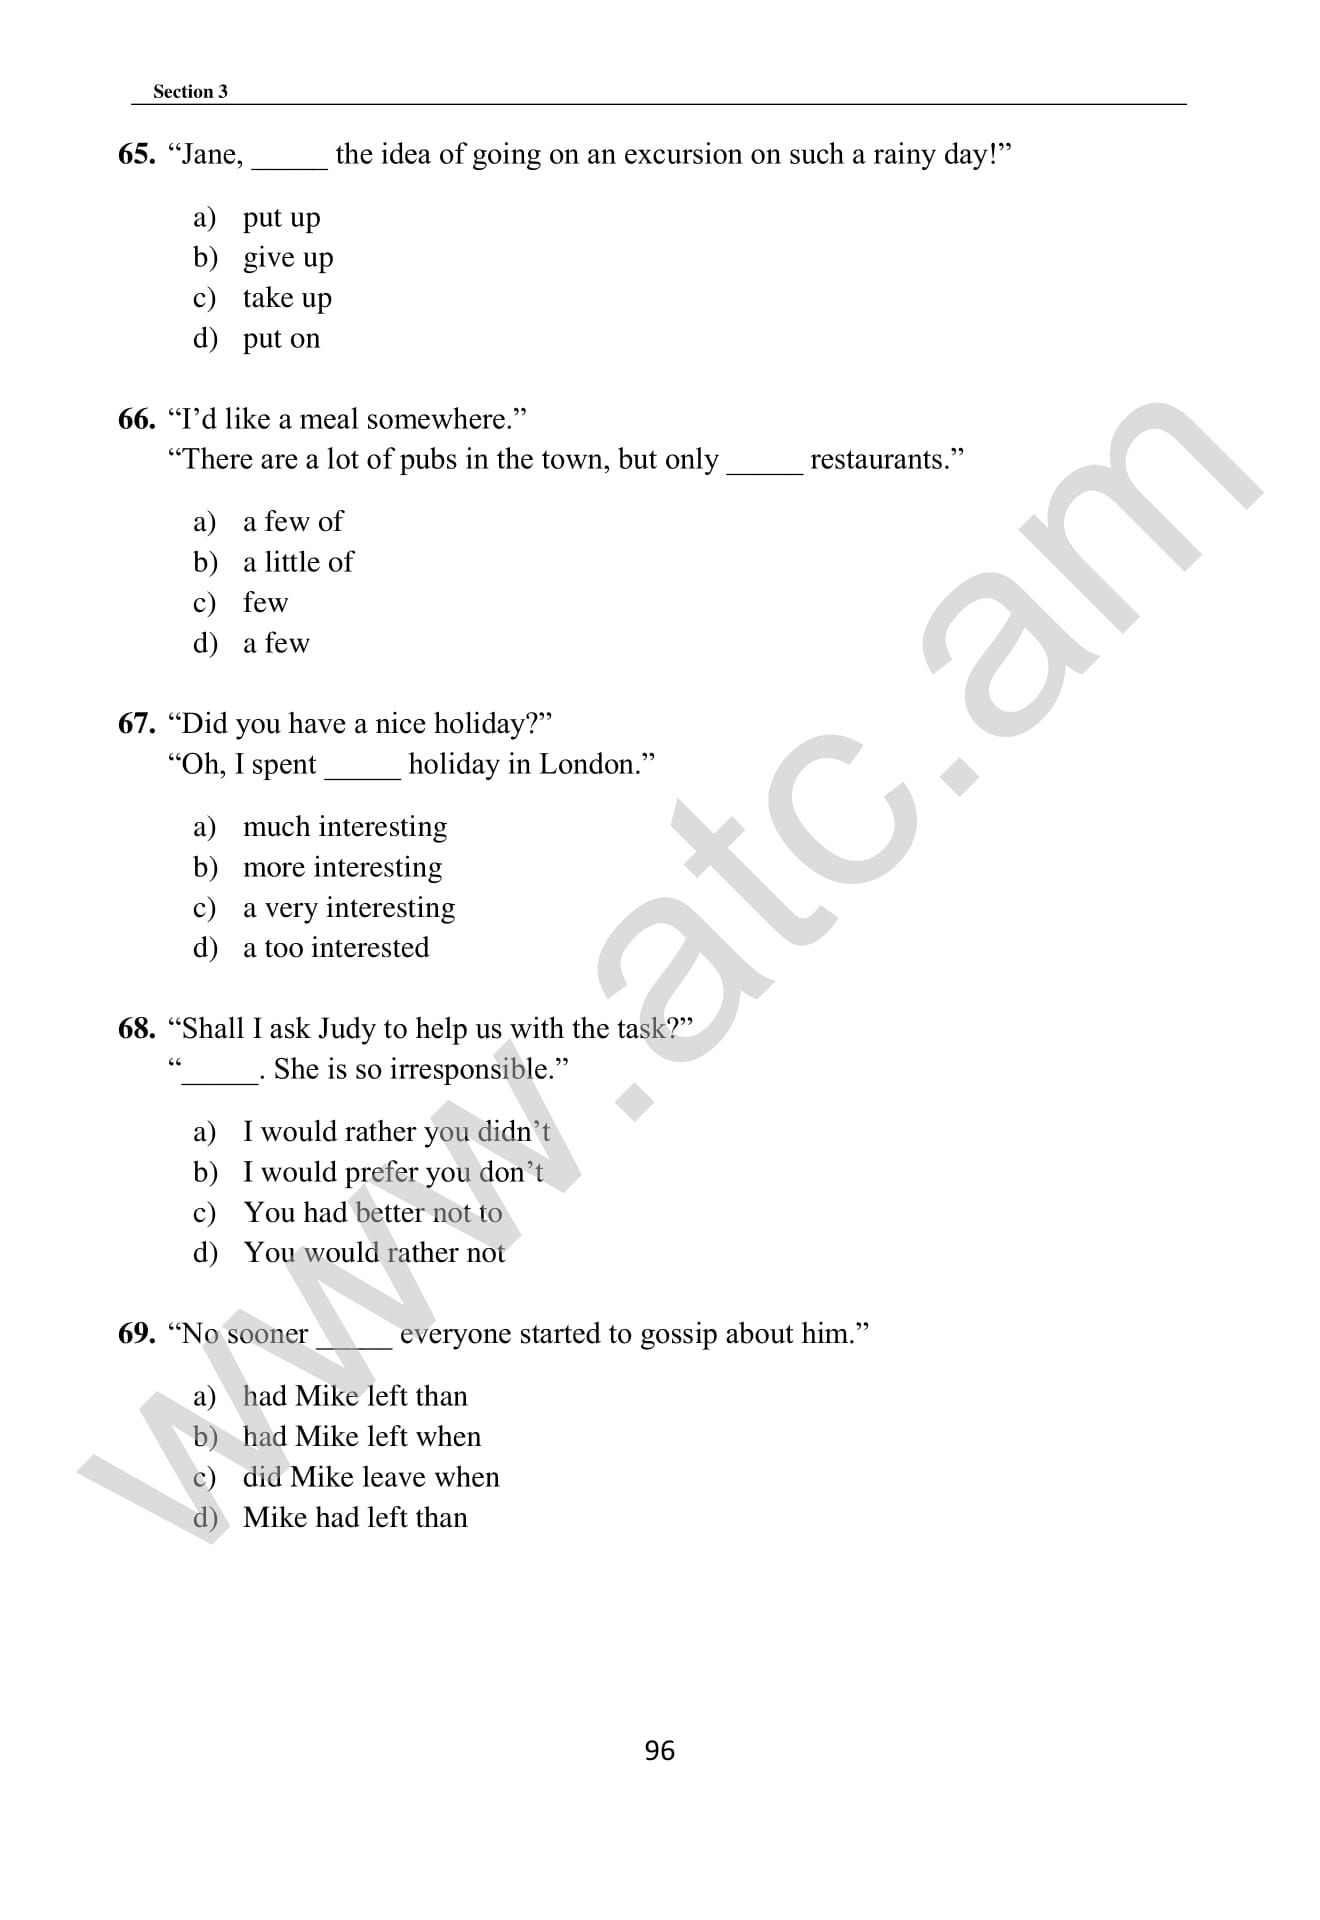 Section 3
65. “Jane, _____ the idea of going on an excursion on such a rainy day!”
a) put up
b) give up
c) take up
d) put on
66. “I’d like a meal somewhere.”
“There are a lot of pubs in the town, but only _____ restaurants.”
a) a few of
b) a little of
c) few
d) a few
67. “Did you have a nice holiday?”
“Oh, I spent _____ holiday in London.”
a) much interesting
b) more interesting
c) a very interesting
d) a too interested
68. “Shall I ask Judy to help us with the task?”
“_____. She is so irresponsible.”
a) I would rather you didn’t
b) I would prefer you don’t
c) You had better not to
d) You would rather not
69. “No sooner _____ everyone started to gossip about him.”
a) had Mike left than
b) had Mike left when
c) did Mike leave when
d) Mike had left than
96
www.atc.am